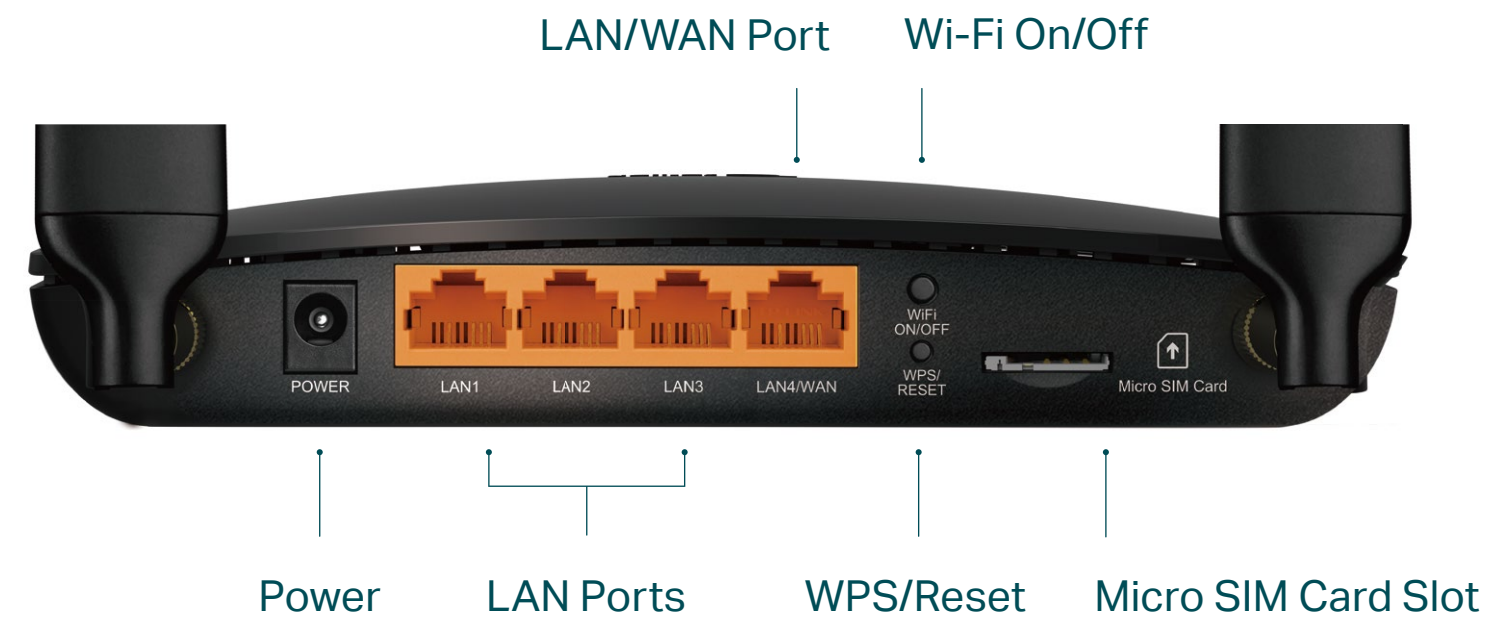 LAN/WAN Port
Wi-Fi On/Off
POWER
LAN1
LAN2
LAN3
LAN4/WAN
WiFi
ON/OFF
WPS/
RESET
Micro SIM Card
Power
LAN Ports
WPS/Reset
Micro SIM Card Slot